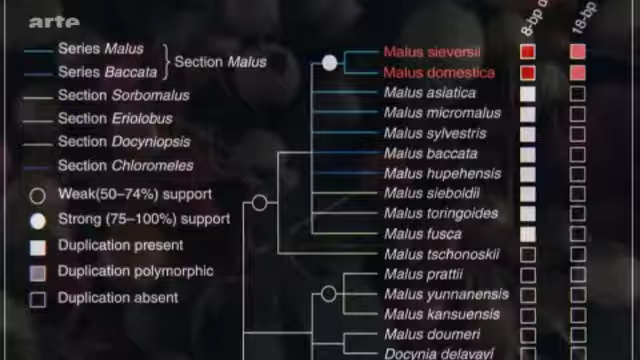 arte
8-bp
18-bp
Series Malus
Series Baccata
Section Malus
Section Sorbomalus
Section Eriolobus
Section Docyniopsis
Section Chloromeles
Weak(50–74%) support
Strong (75–100%) support
Duplication present
Duplication polymorphic
Duplication absent
Malus sieversii
Malus domestica
Malus asiatica
Malus micromalus
Malus sylvestris
Malus baccata
Malus hupehensis
Malus sieboldii
Malus toringoides
Malus fusca
Malus tschonoskii
Malus prattii
Malus yunnanensis
Malus kansuensis
Malus doumeri
Docynia delavayi